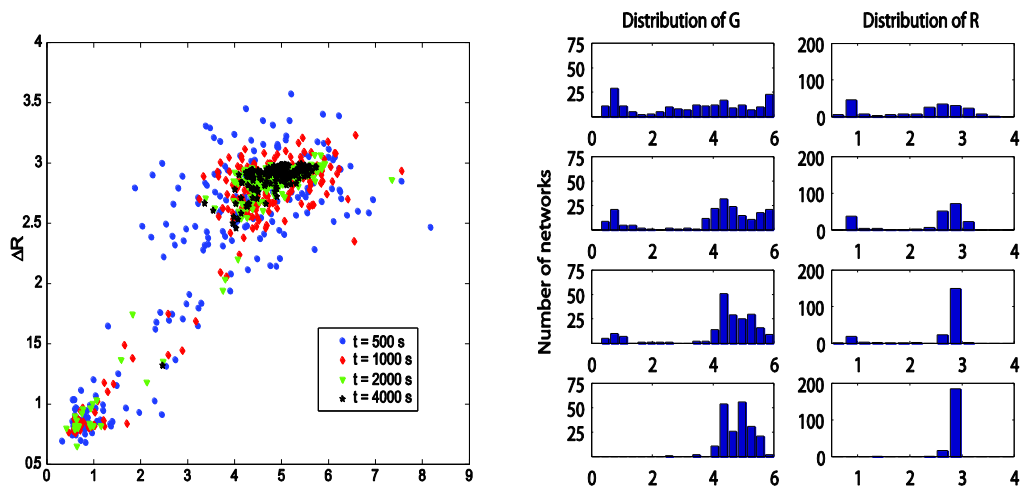 Distribution of G
Distribution of R
4
3.5
3
2.5
2
1.5
1
05
0 1 2 3 4 5 6 7 8 9
ΔR
t = 500 s
t = 1000 s
t = 2000 s
t = 4000 s
Number of networks
75
50
25
0 2 4 6
200
100
0
1 2 3 4
75
50
25
0 2 4 6
200
100
0
1 2 3 4
75
50
25
0 2 4 6
200
100
0
1 2 3 4
75
50
25
0 2 4 6
200
100
0
1 2 3 4